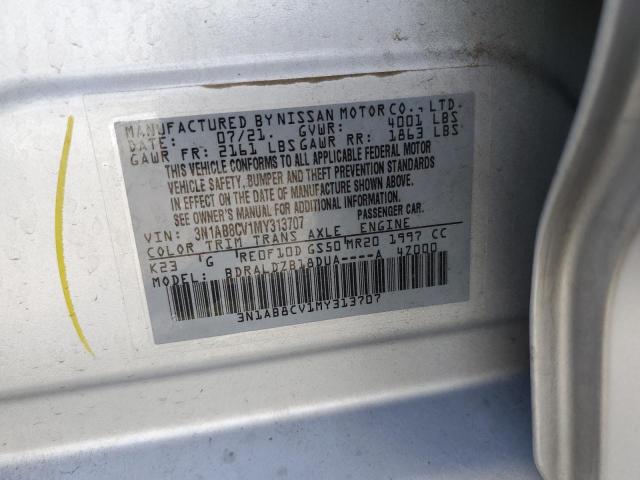 MANUFACTURED BY NISSAN MOTOR CO., LTD.
DATE: 07/21. GVWR: 4001 LBS
GAWR FR: 2161 LBS GAWR RR: 1863 LBS
THIS VEHICLE CONFORMS TO ALL APPLICABLE FEDERAL MOTOR
VEHICLE SAFETY, BUMPER AND THEFT PREVENTION STANDARDS
IN EFFECT ON THE DATE OF MANUFACTURE SHOWN ABOVE.
SEE OWNER'S MANUAL FOR MORE INFORMATION.
VIN: 3N1AB8CV1MY313707 PASSENGER CAR.
COLOR TRIM TRANS AXLE ENGINE
K23 'G RE0F10D GS50 MR20 1997 CC
MODEL: BDRALDZB18DUA----A 4Z000
3N1AB8CV1MY313707